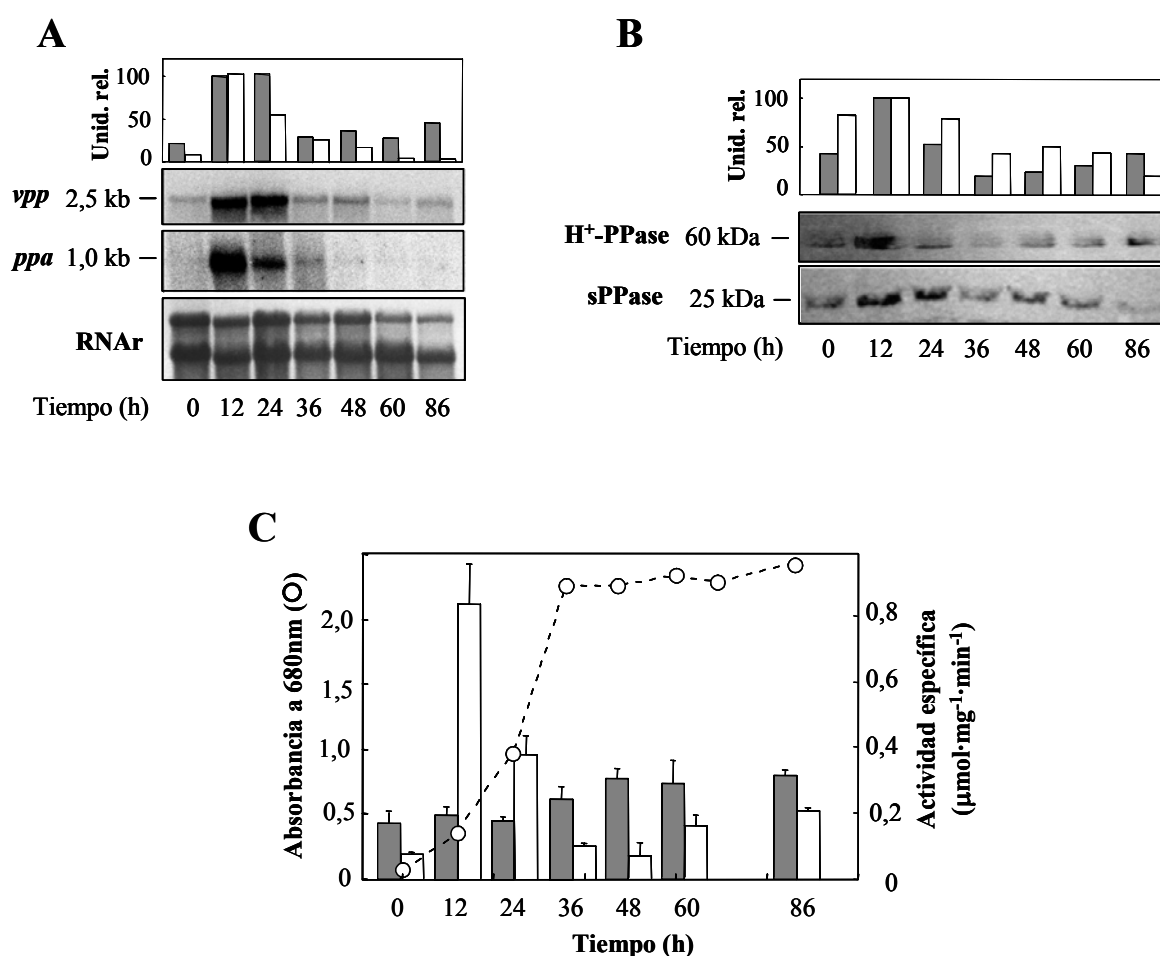 A
Unid. rel.
100
50
0
vpp 2,5 kb
ppa 1,0 kb
RNAr
Tiempo (h) 0 12 24 36 48 60 86
B
Unid. rel.
100
50
0
H⁺-PPase 60 kDa
sPPase 25 kDa
Tiempo (h) 0 12 24 36 48 60 86
C
Absorbancia a 680nm (O)
2,0
1,5
1,0
0,5
0
0,8
0,6
0,4
0,2
0
Actividad específica
(µmol·mg⁻¹·min⁻¹)
0 12 24 36 48 60 86
Tiempo (h)